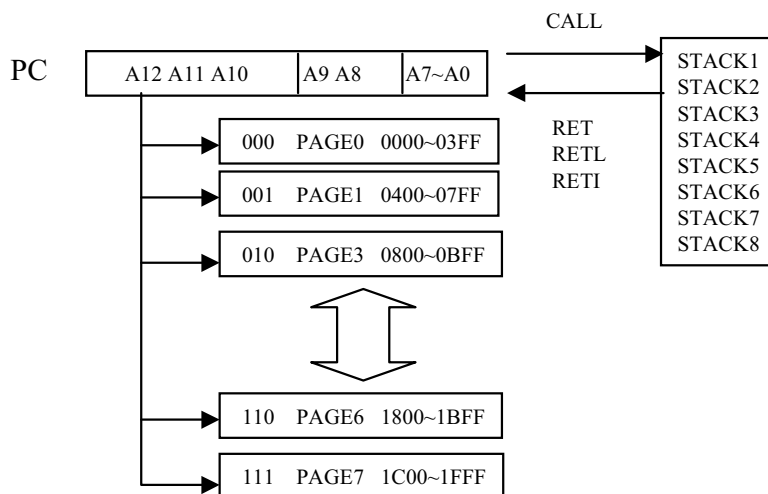 CALL
PC
A12 A11 A10 A9 A8 A7~A0
STACK1
STACK2
STACK3
STACK4
STACK5
STACK6
STACK7
STACK8
RET
RETL
RETI
000 PAGE0 0000~03FF
001 PAGE1 0400~07FF
010 PAGE3 0800~0BFF
110 PAGE6 1800~1BFF
111 PAGE7 1C00~1FFF